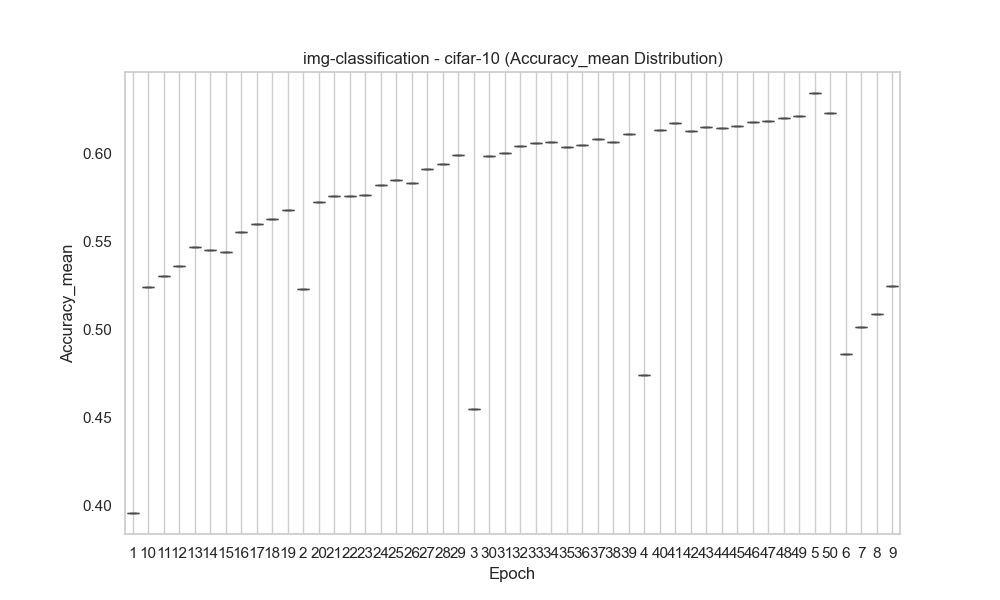 img-classification - cifar-10 (Accuracy_mean Distribution)
Accuracy_mean
0.60
0.55
0.50
0.45
0.40
1 10 11 12 13 14 15 16 17 18 19 2 20 21 22 23 24 25 26 27 28 29 3 30 31 32 33 34 35 36 37 38 39 4 40 41 42 43 44 45 46 47 48 49 5 50 6 7 8 9
Epoch